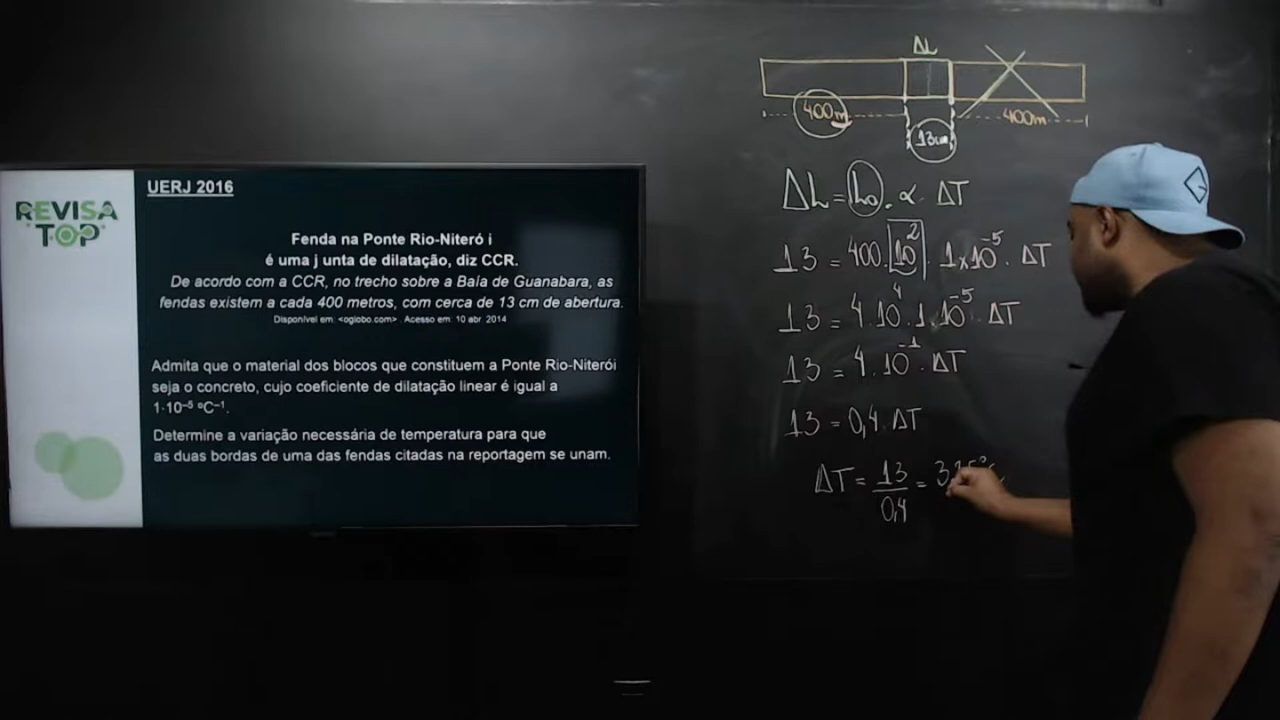 REVISA
TOP
UERJ 2016
Fenda na Ponte Rio-Niteró i
é uma j unta de dilatação, diz CCR.
De acordo com a CCR, no trecho sobre a Baía de Guanabara, as
fendas existem a cada 400 metros, com cerca de 13 cm de abertura.
Disponível em: <oglobo.com> . Acesso em: 10 abr. 2014
Admita que o material dos blocos que constituem a Ponte Rio-Niterói
seja o concreto, cujo coeficiente de dilatação linear é igual a
1·10⁻⁵ ºC⁻¹.
Determine a variação necessária de temperatura para que
as duas bordas de uma das fendas citadas na reportagem se unam.
ΔL
400m
13cm
400m
ΔL = L₀ . α . ΔT
13 = 400 . 10² . 1x10⁻⁵ . ΔT
13 = 4 . 10⁴ . 1 x 10⁻⁵ . ΔT
13 = 4 . 10⁻¹ . ΔT
13 = 0,4 . ΔT
ΔT = 13/0,4 =